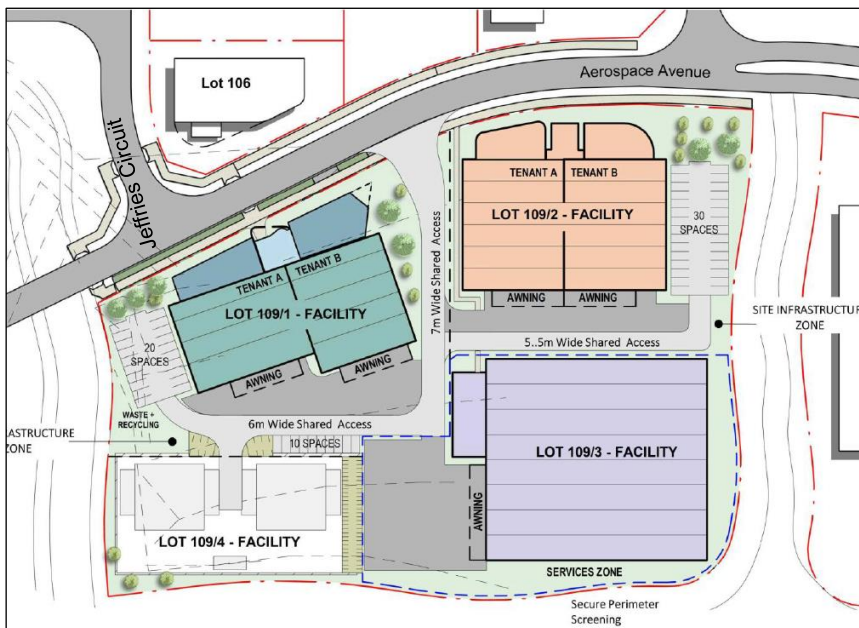 Lot 106
Aerospace Avenue
Jeffries Circuit
TENANT A
TENANT B
LOT 109/2 - FACILITY
AWNING
AWNING
30
SPACES
7m Wide Shared Access
TENANT A
TENANT B
LOT 109/1 - FACILITY
AWNING
AWNING
20
SPACES
SITE INFRASTRUCTUR
ZONE
5..5m Wide Shared Access
WASTE +
RECYCLING
6m Wide Shared Access
ASTRUCTURE
ZONE
10 SPACES
LOT 109/3 - FACILITY
AWNING
LOT 109/4 - FACILITY
SERVICES ZONE
Secure Perimeter
Screening